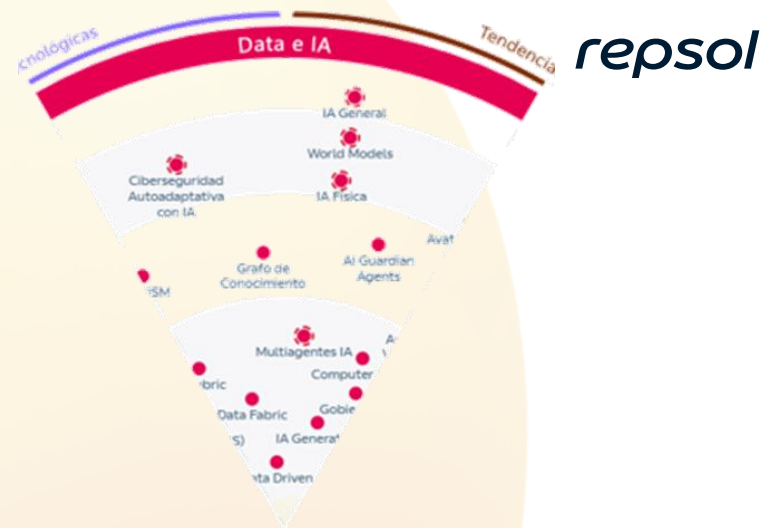 cnológicas
Tendencia
Data e IA
repsol
IA General
World Models
Ciberseguridad
Autoadaptativa
con IA
IA Física
Avat
AI Guardian
Agents
Grafo de
Conocimiento
SM
Multiagentes IA
Computer
bric
Data Fabric
Gobie
S)
IA Generat
ata Driven